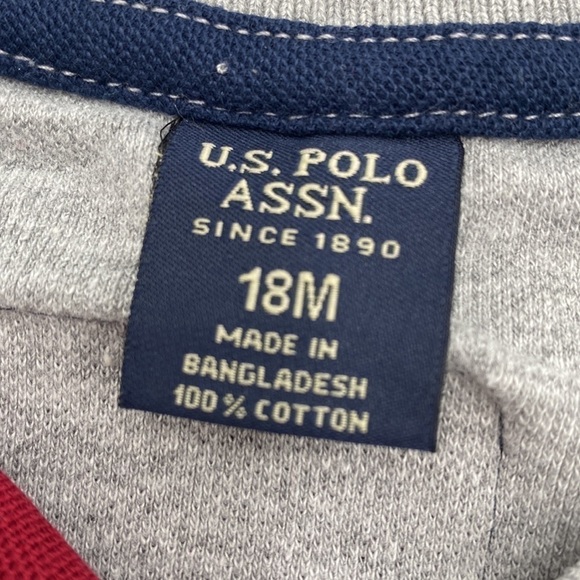 U.S. POLO
ASSN.
SINCE 1890
18M
MADE IN
BANGLADESH
100% COTTON